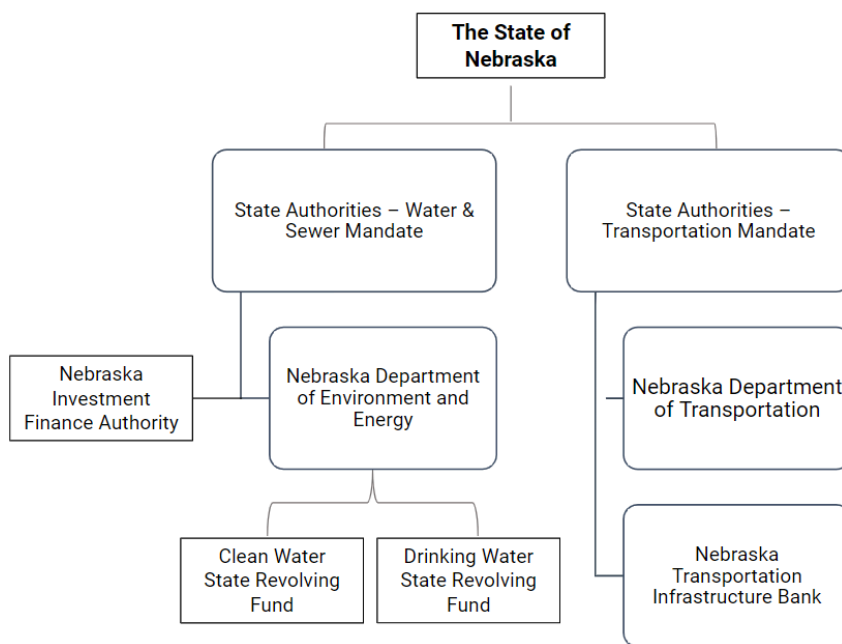 The State of
Nebraska
State Authorities – Water &
Sewer Mandate
State Authorities –
Transportation Mandate
Nebraska
Investment
Finance Authority
Nebraska Department
of Environment and
Energy
Nebraska Department
of Transportation
Clean Water
State Revolving
Fund
Drinking Water
State Revolving
Fund
Nebraska
Transportation
Infrastructure Bank